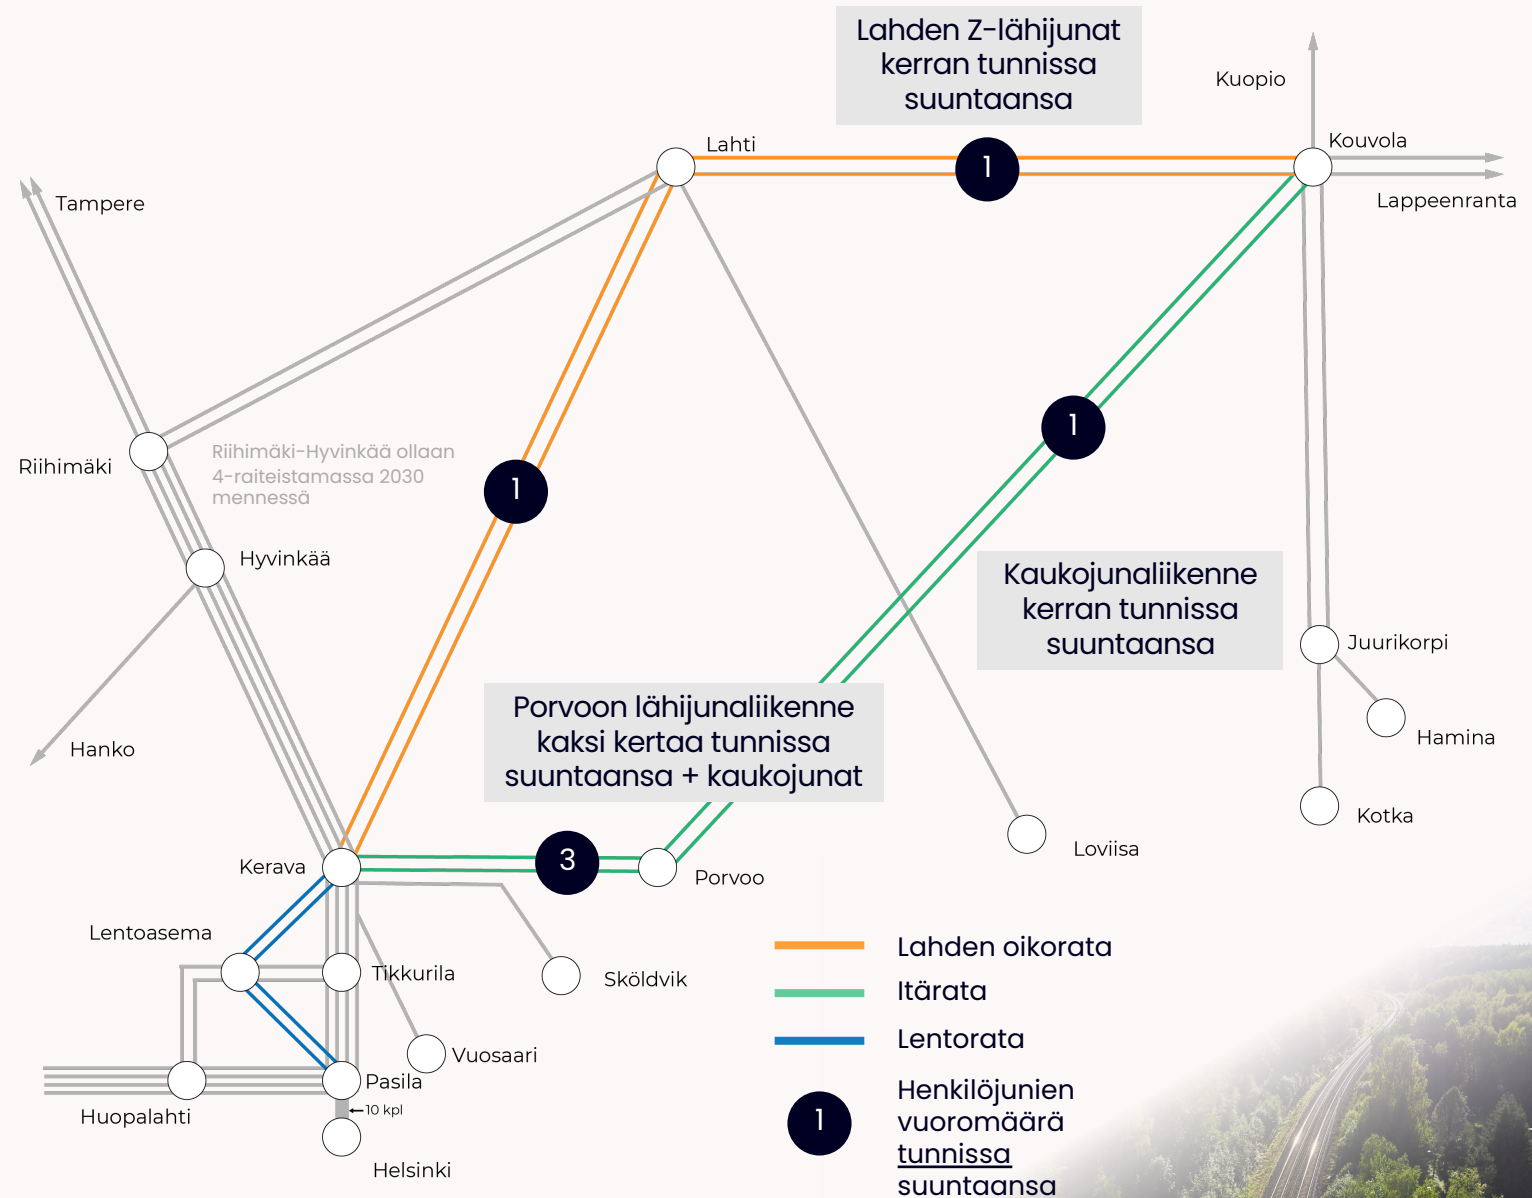 Lahden Z-lähijunat
kerran tunnissa
suuntaansa
Kuopio
Kouvola
Lahti
1
Lappeenranta
Tampere
1
Riihimäki-Hyvinkää ollaan
4-raiteistamassa 2030
mennessä
Riihimäki
1
Hyvinkää
Kaukojunaliikenne
kerran tunnissa
suuntaansa
Juurikorpi
Hamina
Hanko
Porvoon lähijunaliikenne
kaksi kertaa tunnissa
suuntaansa + kaukojunat
Kotka
Loviisa
Kerava
3
Porvoo
Lentoasema
Tikkurila
Sköldvik
Vuosaari
Pasila
10 kpl
Huopalahti
Helsinki
Lahden oikorata
Itärata
Lentorata
1
Henkilöjunien
vuoromäärä
tunnissa
suuntaansa